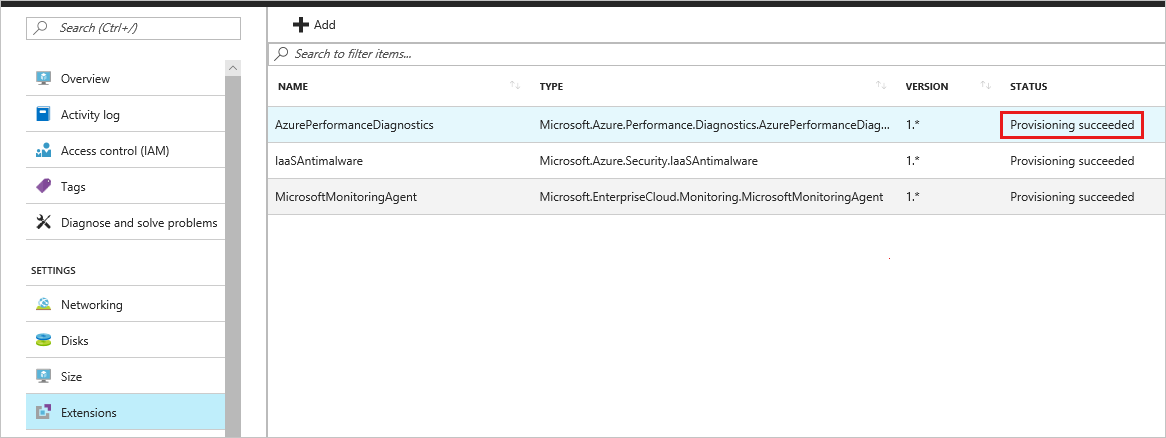 Search (Ctrl+/)
Overview
Activity log
Access control (IAM)
Tags
Diagnose and solve problems
SETTINGS
Networking
Disks
Size
Extensions
Add
Search to filter items...
NAME TYPE VERSION STATUS
AzurePerformanceDiagnostics Microsoft.Azure.Performance.Diagnostics.AzurePerformanceDiag... 1.* Provisioning succeeded
IaaSAntimalware Microsoft.Azure.Security.IaaSAntimalware 1.* Provisioning succeeded
MicrosoftMonitoringAgent Microsoft.EnterpriseCloud.Monitoring.MicrosoftMonitoringAgent 1.* Provisioning succeeded